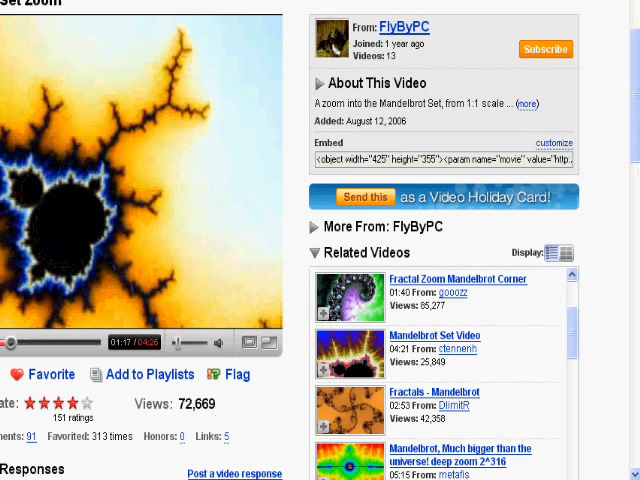 Set Zoom
From: FlyByPC
Joined: 1 year ago
Videos: 13
Subscribe
About This Video
A zoom into the Mandelbrot Set, from 1:1 scale ... (more)
Added: August 12, 2006
Embed customize
<object width="425" height="355"><param name="movie" value="http:.
Send this as a Video Holiday Card!
More From: FlyByPC
Related Videos Display:
Fractal Zoom Mandelbrot Corner
01:40 From: gooozz
Views: 85,277
Mandelbrot Set Video
04:21 From: ctennenh
Views: 25,849
Fractals - Mandelbrot
02:53 From: DlimitR
Views: 42,358
Mandelbrot, Much bigger than the
universe! deep zoom 2^316
05:15 From: metafis
01:17 / 04:26
Favorite Add to Playlists Flag
ate: Views: 72,669
151 ratings
ments: 91 Favorited: 313 times Honors: 0 Links: 5
Responses Post a video response